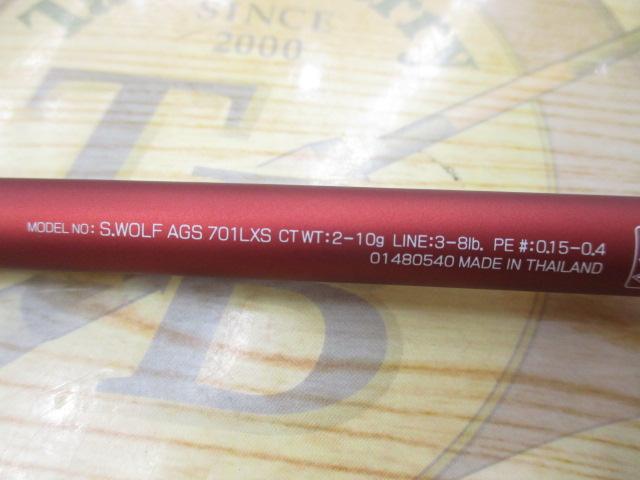 SINCE
2000
TB
MODEL NO: S.WOLF AGS 701LXS CT WT:2-10g LINE:3-8lb. PE #:0.15-0.4
01480540 MADE IN THAILAND